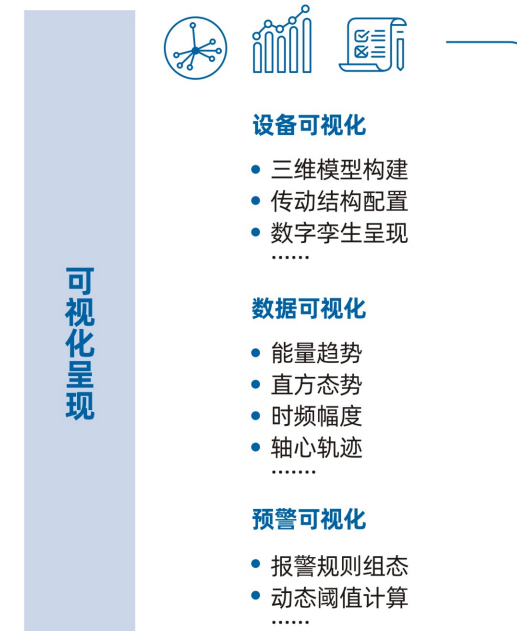 可视化呈现
设备可视化
• 三维模型构建
• 传动结构配置
• 数字孪生呈现
······
数据可视化
• 能量趋势
• 直方态势
• 时频幅度
• 轴心轨迹
·······
预警可视化
• 报警规则组态
• 动态阈值计算
······